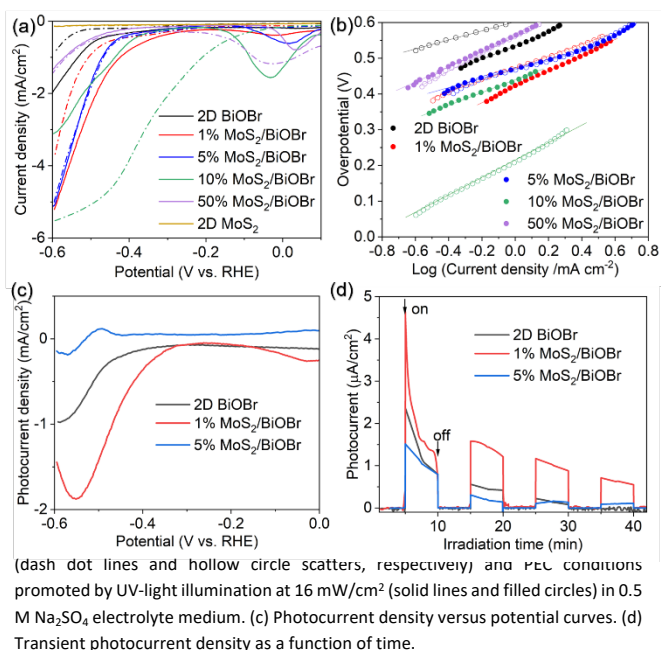 (a)
Current density (mA/cm²)
0
-2
-4
-6
-0.6 -0.4 -0.2 0.0
Potential (V vs. RHE)
2D BiOBr
1% MoS₂/BiOBr
5% MoS₂/BiOBr
10% MoS₂/BiOBr
50% MoS₂/BiOBr
2D MoS₂
(b)
Overpotential (V)
0.6
0.5
0.4
0.3
0.2
0.1
0.0
-0.8 -0.4 0.0 0.4 0.8
Log (Current density /mA cm⁻²)
2D BiOBr
1% MoS₂/BiOBr
5% MoS₂/BiOBr
10% MoS₂/BiOBr
50% MoS₂/BiOBr
(c)
Photocurrent density (mA/cm²)
0
-1
-2
-0.6 -0.4 -0.2 0.0
Potential (V vs. RHE)
2D BiOBr
1% MoS₂/BiOBr
5% MoS₂/BiOBr
(d)
Photocurrent (µA/cm²)
5
4
3
2
1
0
10 20 30 40
Irradiation time (min)
on
off
2D BiOBr
1% MoS₂/BiOBr
5% MoS₂/BiOBr
(dash dot lines and hollow circle scatters, respectively) and PEC conditions
promoted by UV-light illumination at 16 mW/cm² (solid lines and filled circles) in 0.5
M Na₂SO₄ electrolyte medium. (c) Photocurrent density versus potential curves. (d)
Transient photocurrent density as a function of time.